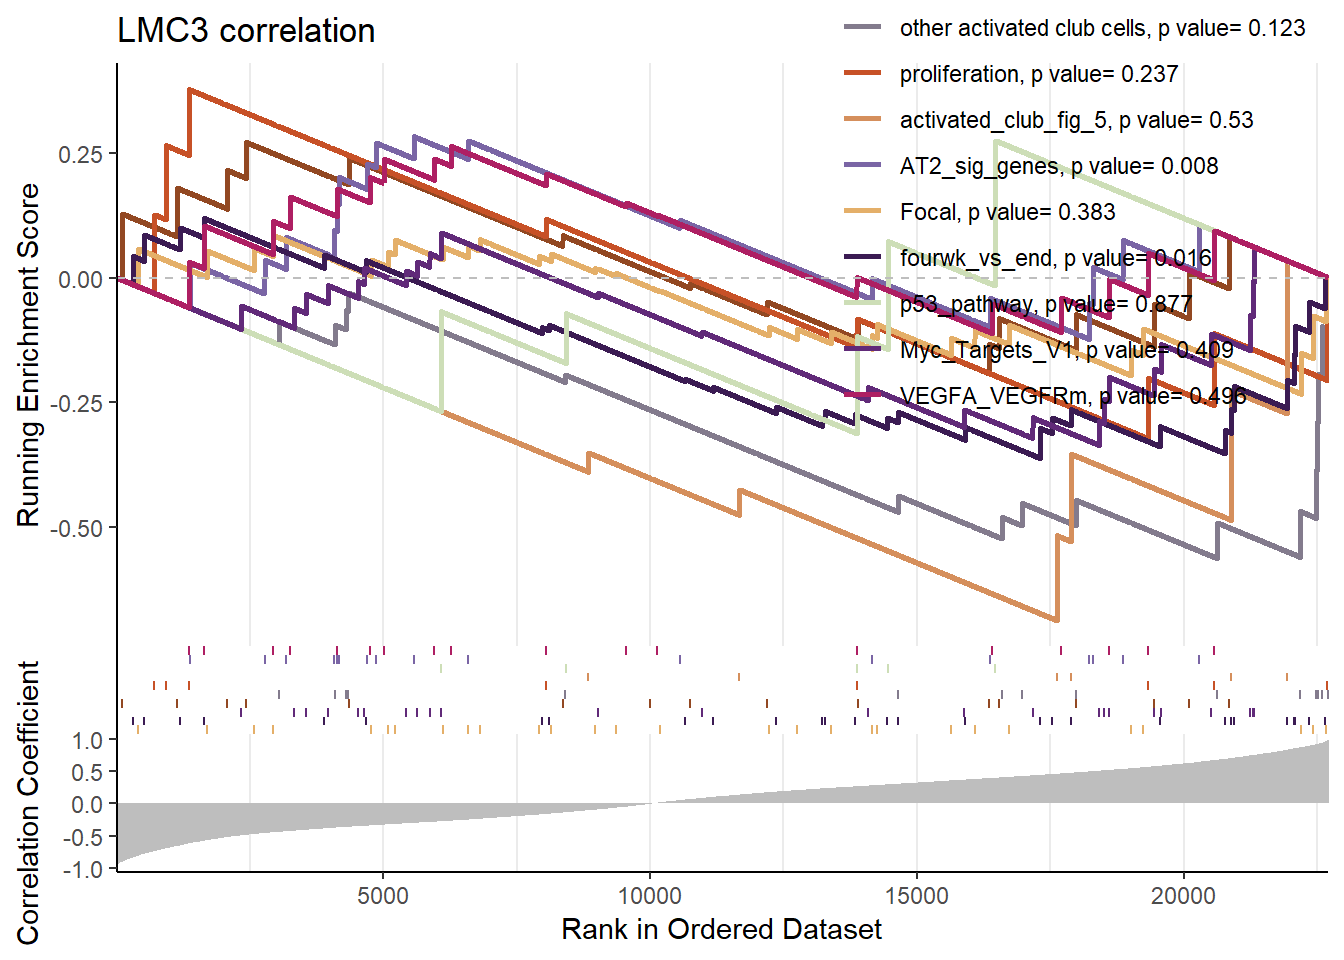 LMC3 correlation
other activated club cells, p value= 0.123
proliferation, p value= 0.237
activated_club_fig_5, p value= 0.53
AT2_sig_genes, p value= 0.008
Focal, p value= 0.383
fourwk_vs_end, p value= 0.016
p53_pathway, p value= 0.877
Myc_Targets_V1, p value= 0.409
VEGFA_VEGFRm, p value= 0.496
Running Enrichment Score
0.25
0.00
-0.25
-0.50
Correlation Coefficient
1.0
0.5
0.0
-0.5
-1.0
5000
10000
15000
20000
Rank in Ordered Dataset